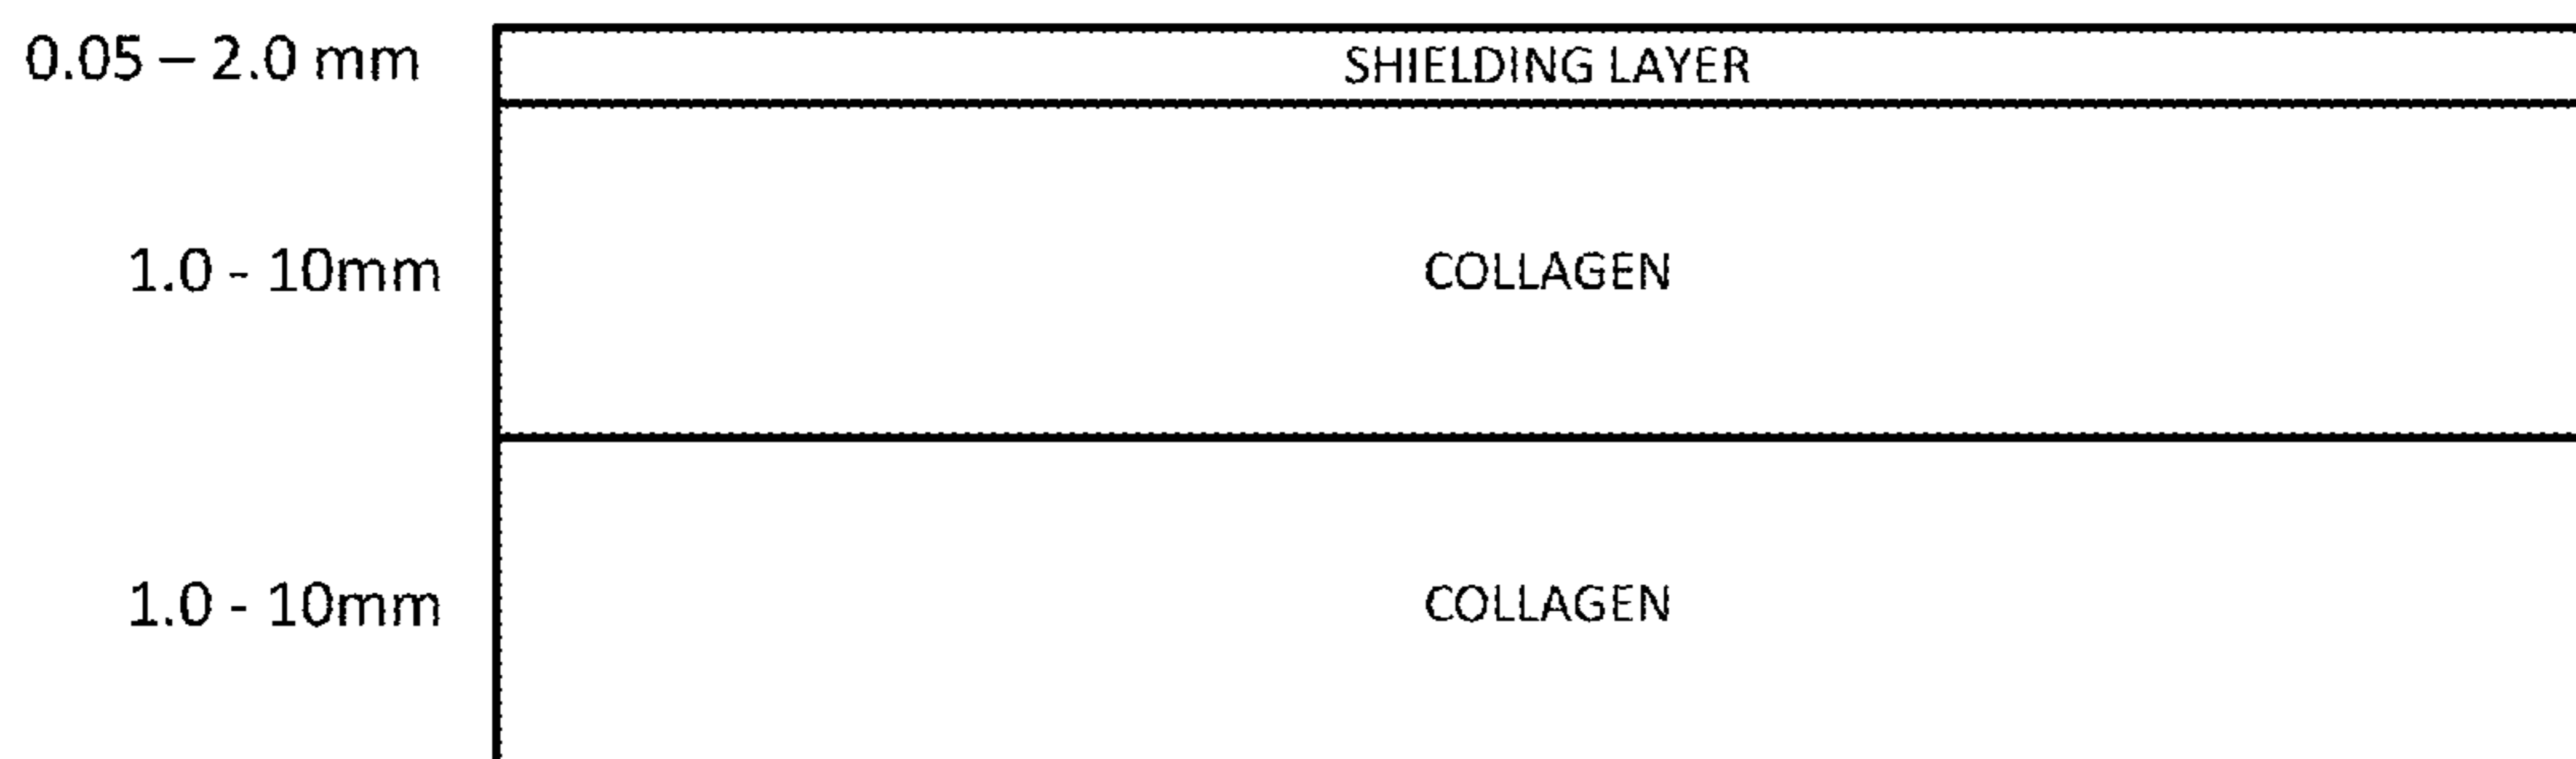 0.05 – 2.0 mm SHIELDING LAYER
1.0 - 10mm COLLAGEN
1.0 - 10mm COLLAGEN